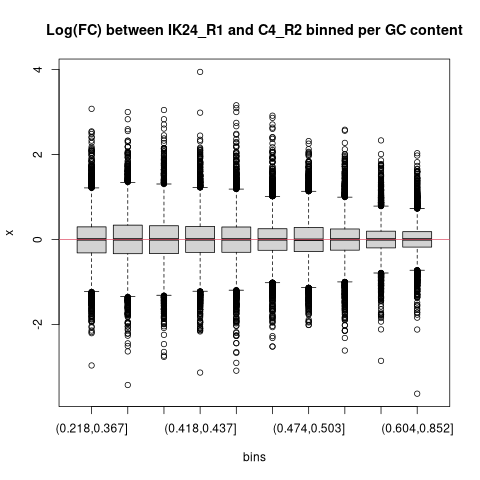 Log(FC) between IK24_R1 and C4_R2 binned per GC content
4
2
0
-2
x
(0.218,0.367]
(0.418,0.437]
(0.474,0.503]
(0.604,0.852]
bins